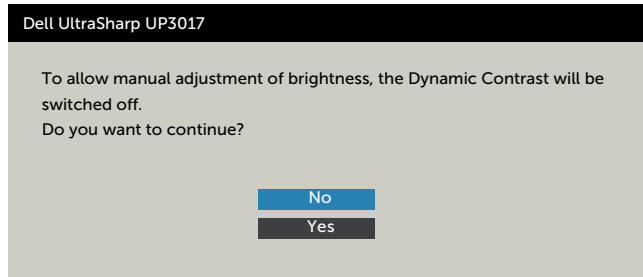 Dell UltraSharp UP3017
To allow manual adjustment of brightness, the Dynamic Contrast will be
switched off.
Do you want to continue?
No
Yes